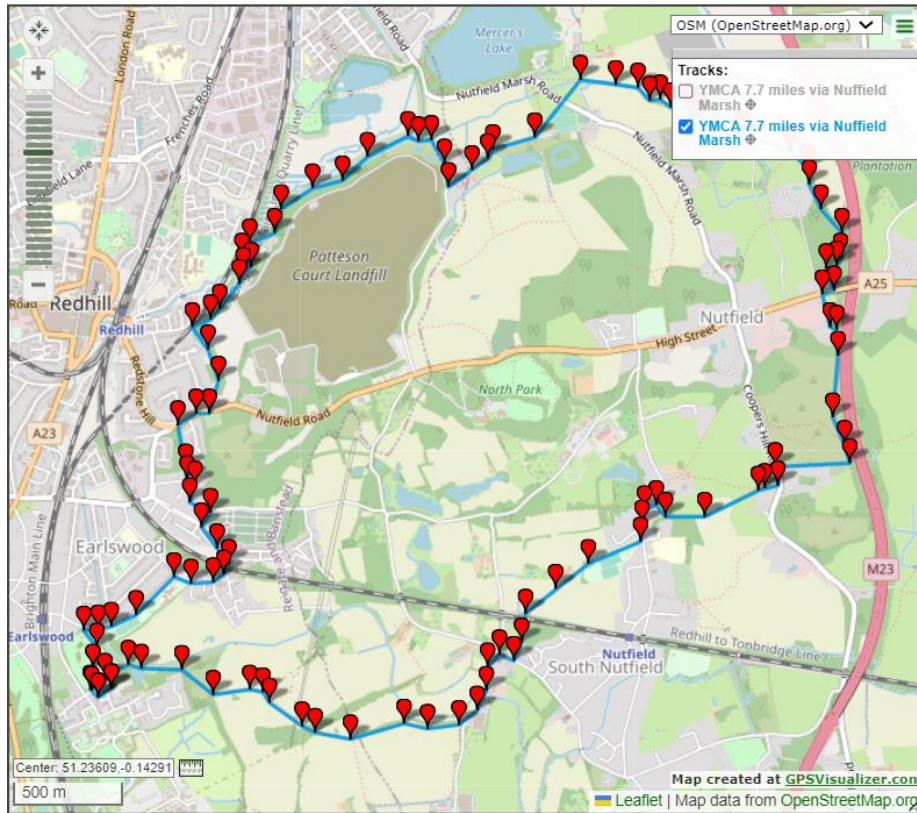 OSM (OpenStreetMap.org)
Tracks:
YMCA 7.7 miles via Nuffield
Marsh
YMCA 7.7 miles via Nuffield
Marsh
London Road
Frenches Road
Nutfield Road
Mercer's
Lake
Nutfield Marsh Road
Nutfield Marsh Road
Plantation
Quarry Line
Lane
Patteson
Court Landfill
Redhill
Road
Redhill
A25
Nutfield
High Street
Redstone Hill
North Park
Nutfield Road
A23
Coopers Hill
Reigate and Banstead
Earlswood
Brighton Main Line
M23
Earlswood
Nutfield
Redhill to Tonbridge Line
South Nutfield
Center: 51.23609,-0.14291
500 m
Map created at GPSVisualizer.com
Leaflet | Map data from OpenStreetMap.org